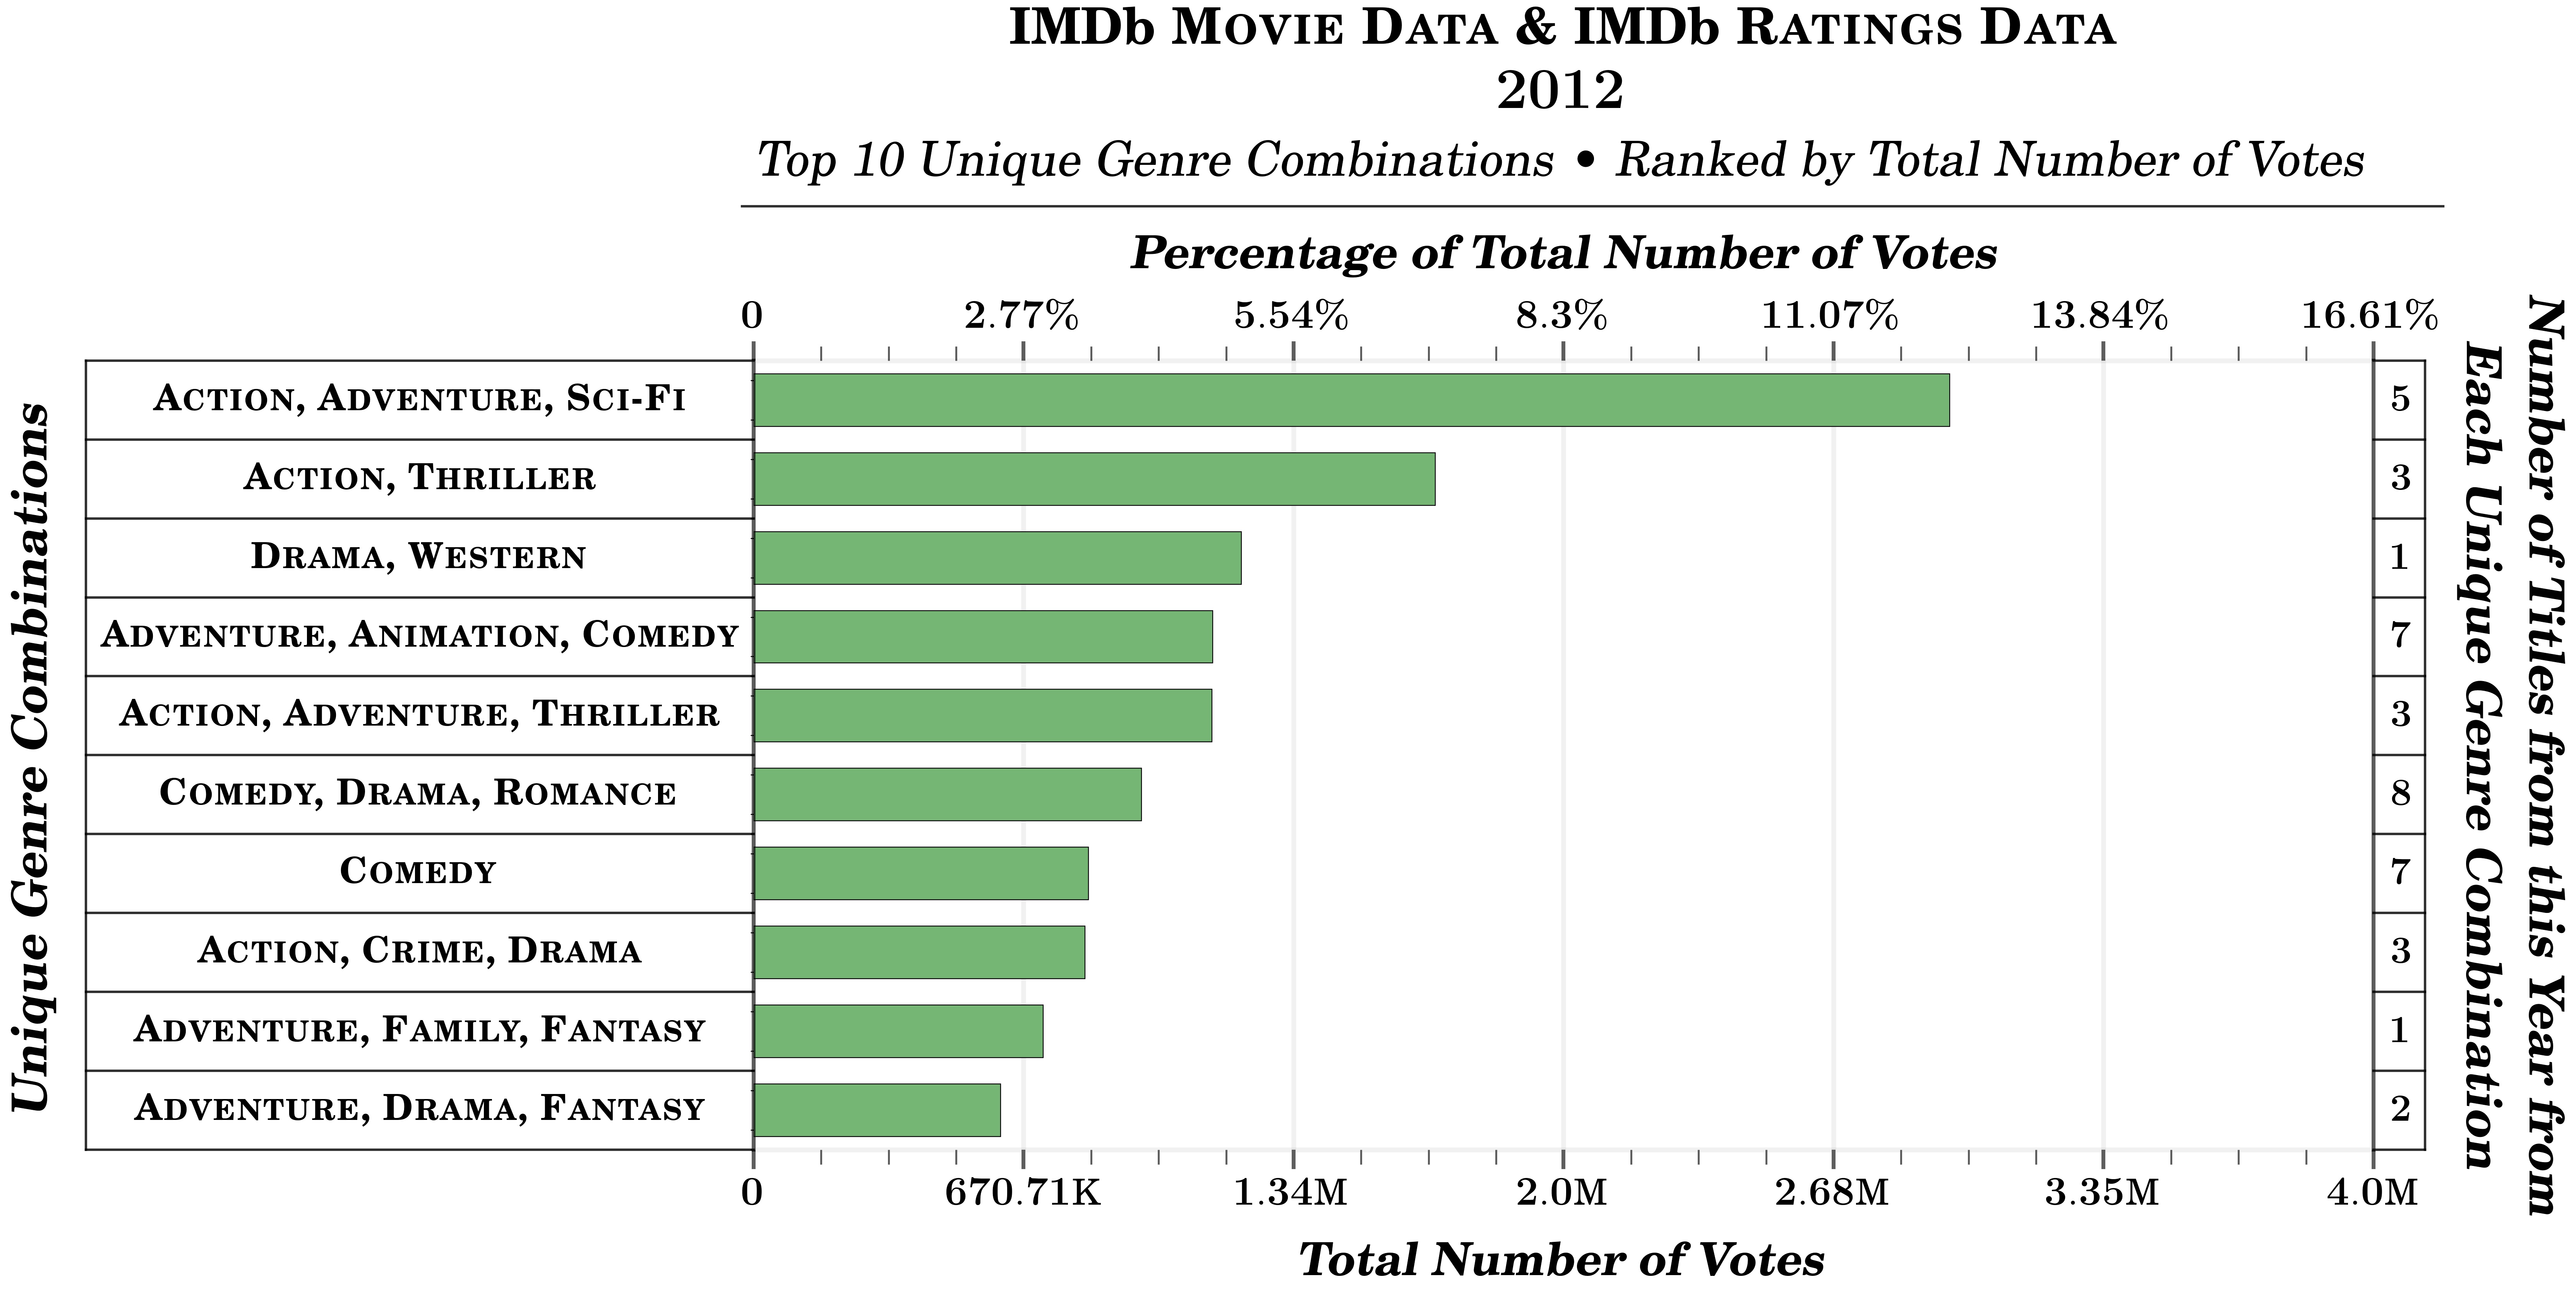 IMDb Movie Data & IMDb Ratings Data
2012
Top 10 Unique Genre Combinations • Ranked by Total Number of Votes
Percentage of Total Number of Votes
0 2.77% 5.54% 8.3% 11.07% 13.84% 16.61%
Unique Genre Combinations
Action, Adventure, Sci-Fi 5
Action, Thriller 3
Drama, Western 1
Adventure, Animation, Comedy 7
Action, Adventure, Thriller 3
Comedy, Drama, Romance 8
Comedy 7
Action, Crime, Drama 3
Adventure, Family, Fantasy 1
Adventure, Drama, Fantasy 2
Number of Titles from this Year from
Each Unique Genre Combination
0 670.71K 1.34M 2.0M 2.68M 3.35M 4.0M
Total Number of Votes